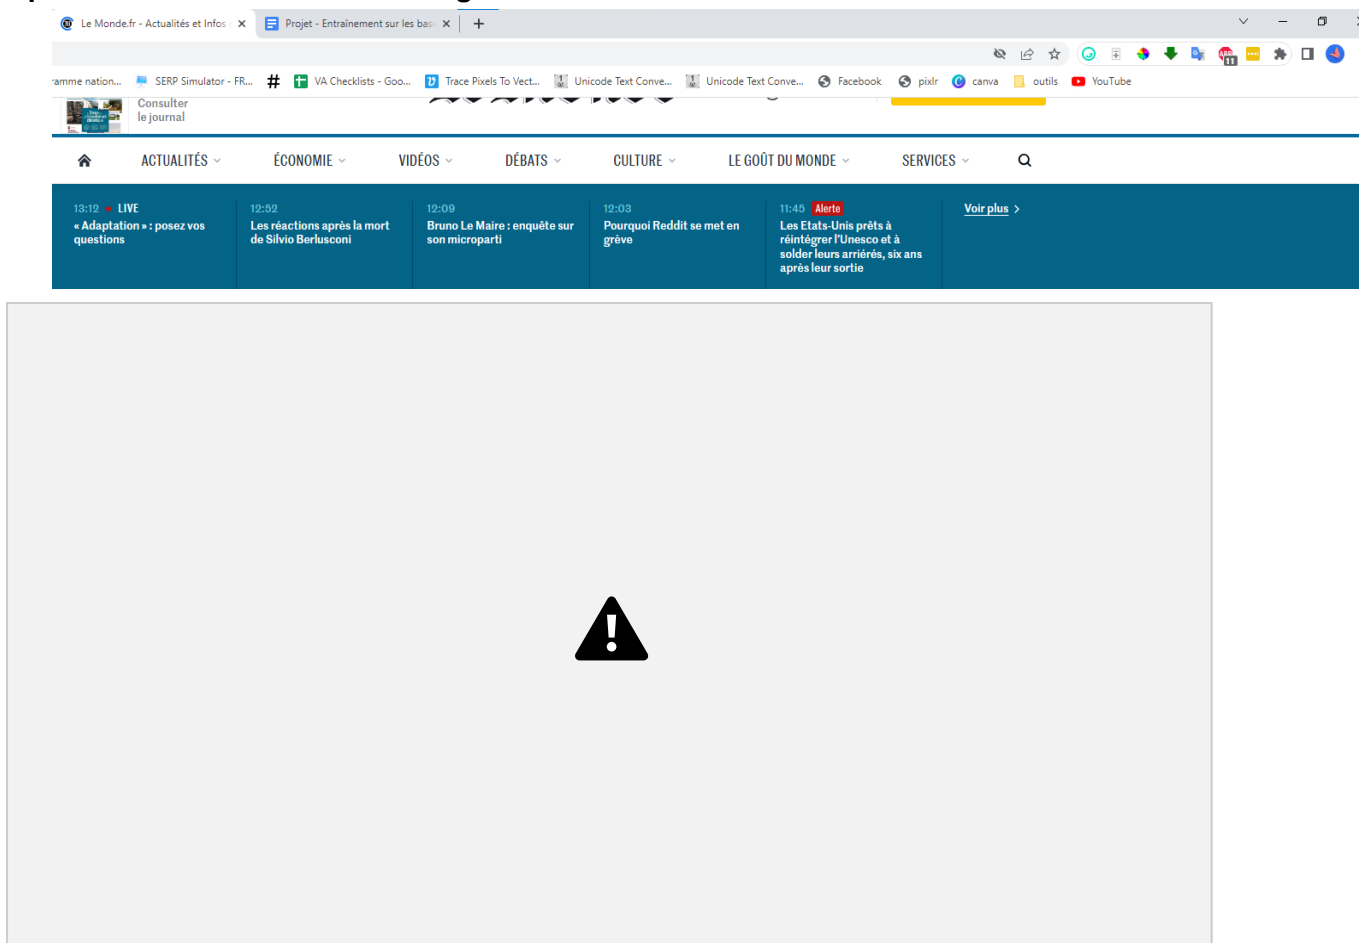 Le Monde.fr - Actualités et Infos
Projet - Entraînement sur les bas
ramme nation...
SERP Simulator - FR...
VA Checklists - Goo...
Trace Pixels To Vect...
Unicode Text Conve...
Unicode Text Conve...
Facebook
pixlr
canva
outils
YouTube
11
Consulter
le journal
ACTUALITÉS
ÉCONOMIE
VIDÉOS
DÉBATS
CULTURE
LE GOÛT DU MONDE
SERVICES
13:12 LIVE
« Adaptation » : posez vos
questions
12:52
Les réactions après la mort
de Silvio Berlusconi
12:09
Bruno Le Maire : enquête sur
son microparti
12:03
Pourquoi Reddit se met en
grève
11:45 Alerte
Les Etats-Unis prêts à
réintégrer l'Unesco et à
solder leurs arriérés, six ans
après leur sortie
Voir plus >